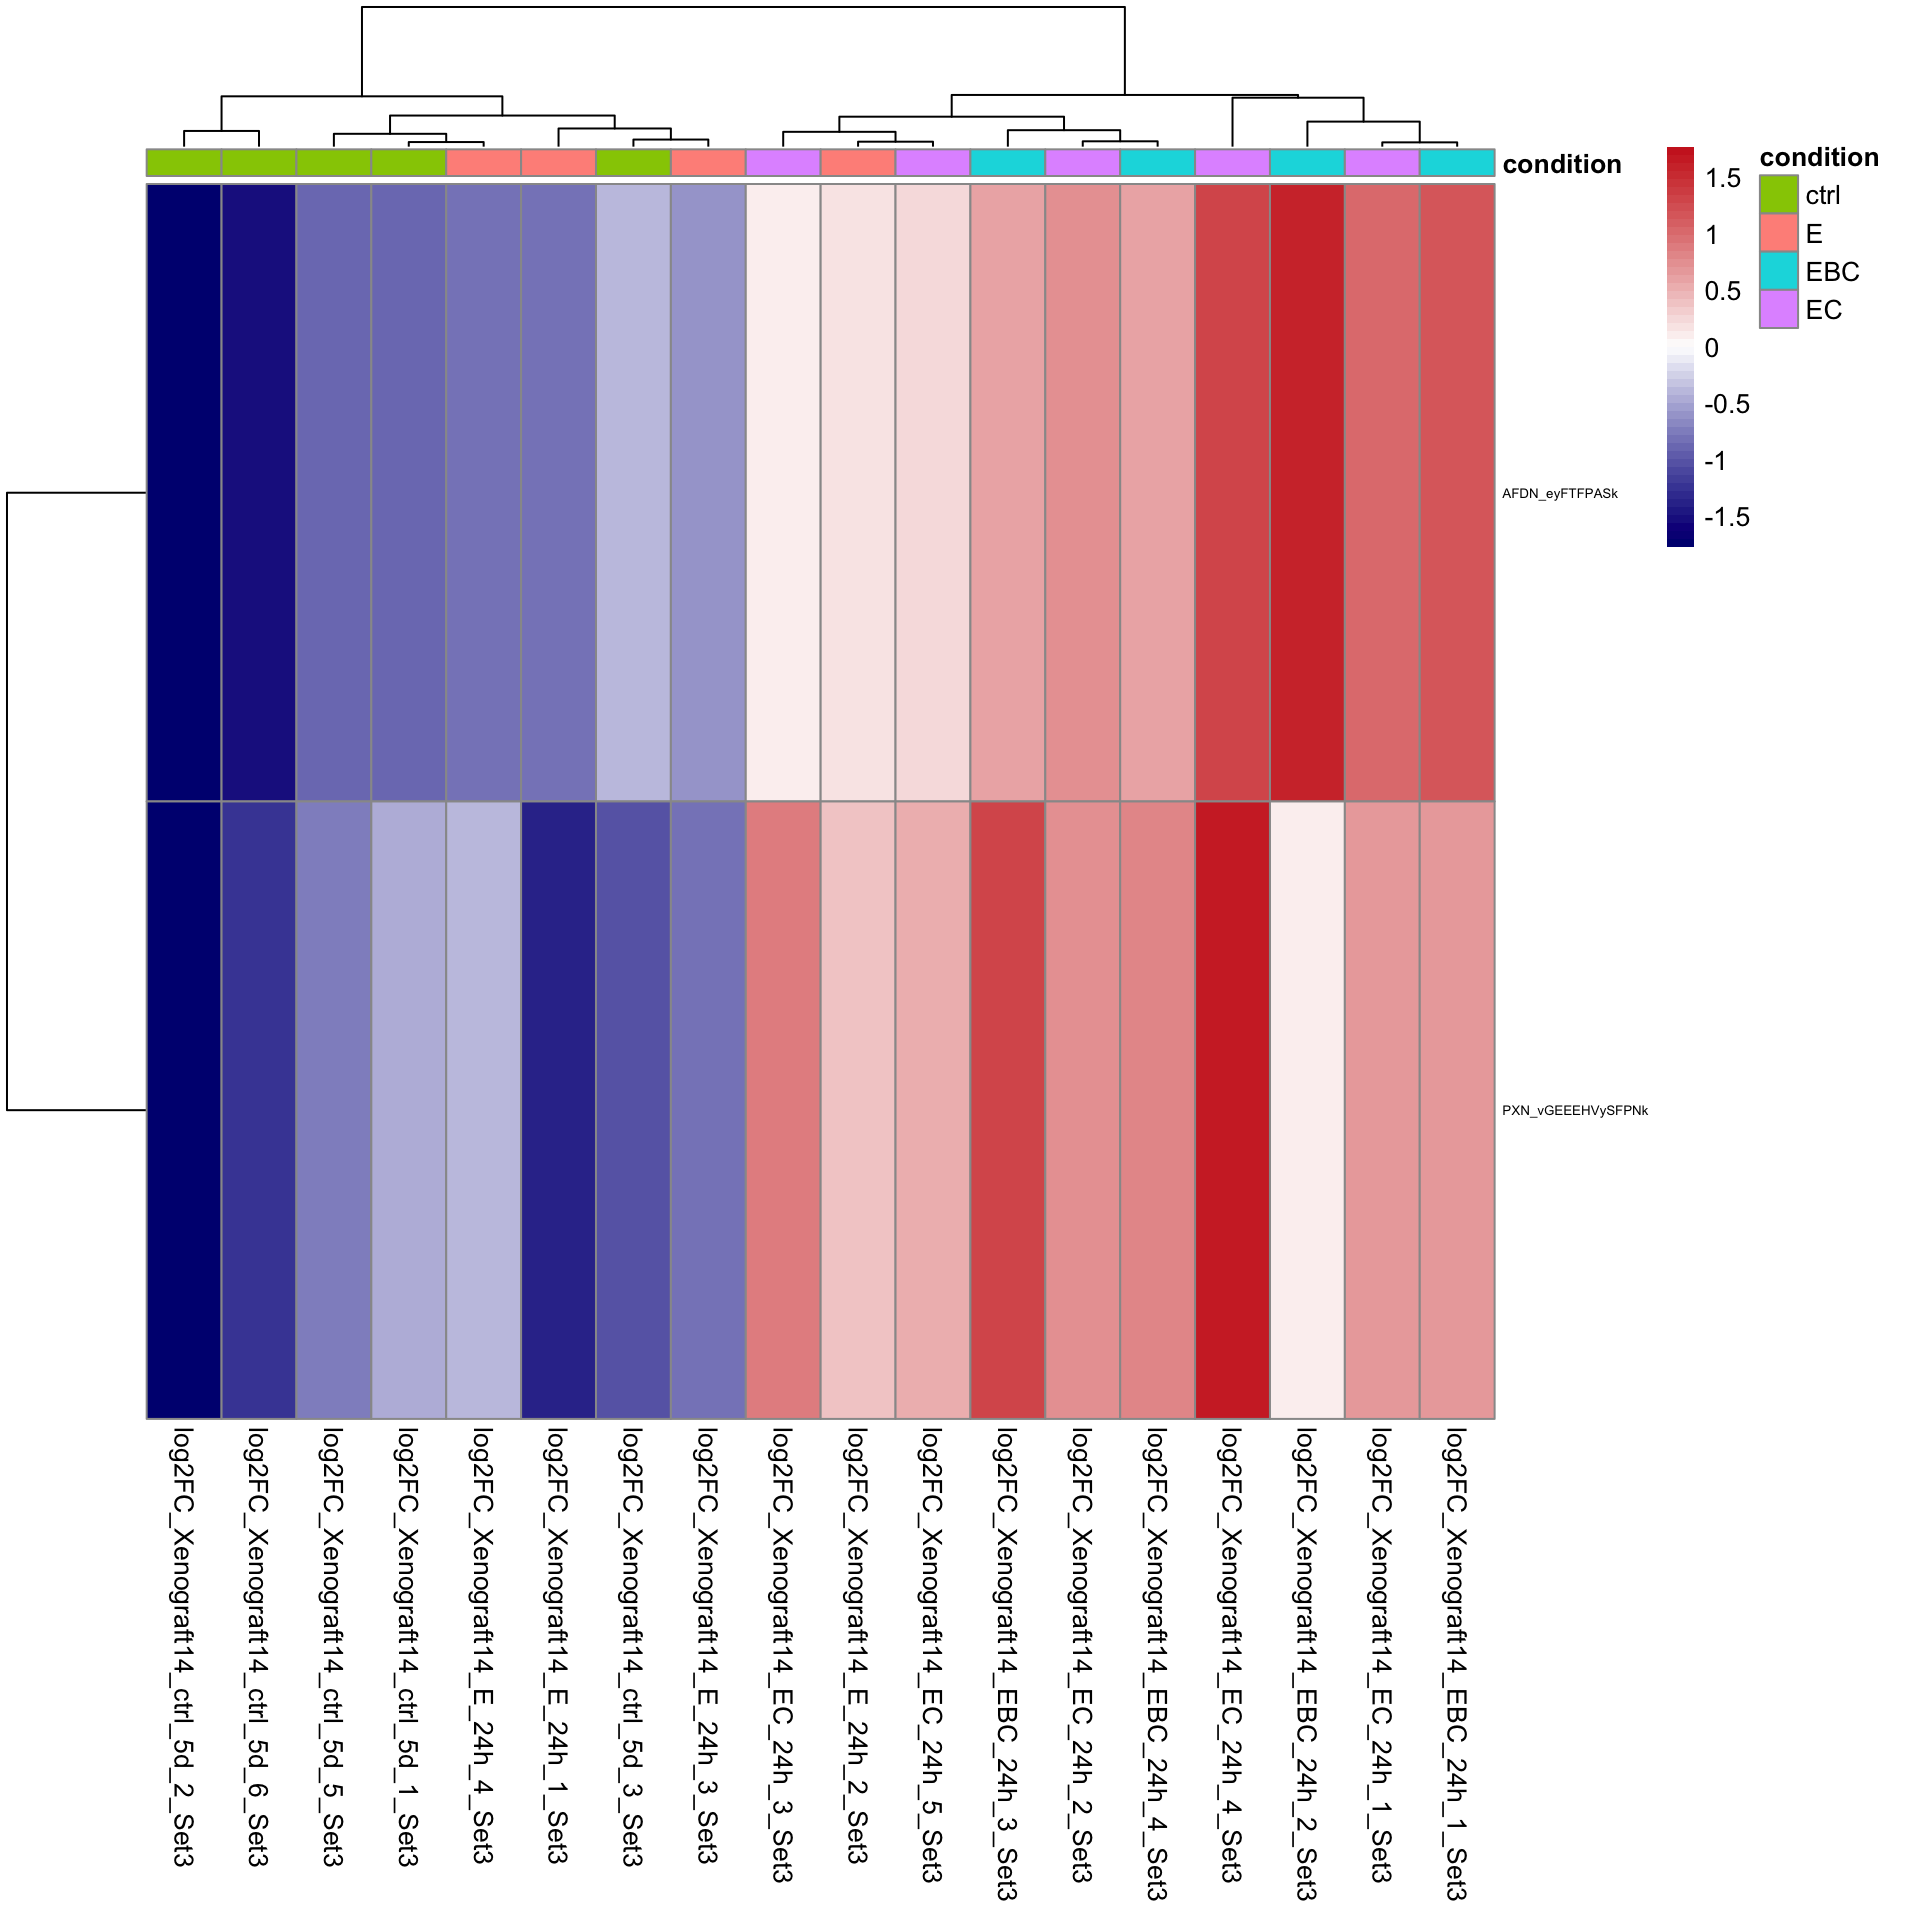 condition
1.5
1
0.5
0
-0.5
-1
-1.5
condition
ctrl
E
EBC
EC
AFDN_eyFTFPASk
PXN_vGEEEHVySFPNk
log2FC_Xenograft14_ctrl_5d_2_Set3
log2FC_Xenograft14_ctrl_5d_6_Set3
log2FC_Xenograft14_ctrl_5d_5_Set3
log2FC_Xenograft14_ctrl_5d_1_Set3
log2FC_Xenograft14_E_24h_4_Set3
log2FC_Xenograft14_E_24h_1_Set3
log2FC_Xenograft14_ctrl_5d_3_Set3
log2FC_Xenograft14_E_24h_3_Set3
log2FC_Xenograft14_EC_24h_3_Set3
log2FC_Xenograft14_E_24h_2_Set3
log2FC_Xenograft14_EC_24h_5_Set3
log2FC_Xenograft14_EBC_24h_3_Set3
log2FC_Xenograft14_EC_24h_2_Set3
log2FC_Xenograft14_EBC_24h_4_Set3
log2FC_Xenograft14_EC_24h_4_Set3
log2FC_Xenograft14_EBC_24h_2_Set3
log2FC_Xenograft14_EC_24h_1_Set3
log2FC_Xenograft14_EBC_24h_1_Set3